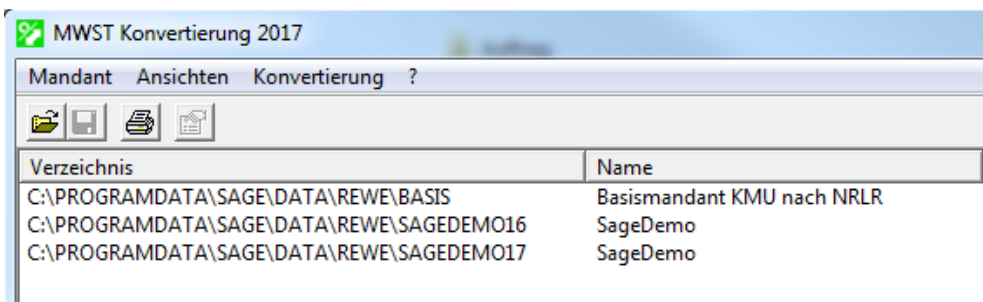 MWST Konvertierung 2017
Mandant Ansichten Konvertierung ?
Verzeichnis Name
C:\PROGRAMDATA\SAGE\DATA\REWE\BASIS Basismandant KMU nach NRLR
C:\PROGRAMDATA\SAGE\DATA\REWE\SAGEDEMO16 SageDemo
C:\PROGRAMDATA\SAGE\DATA\REWE\SAGEDEMO17 SageDemo